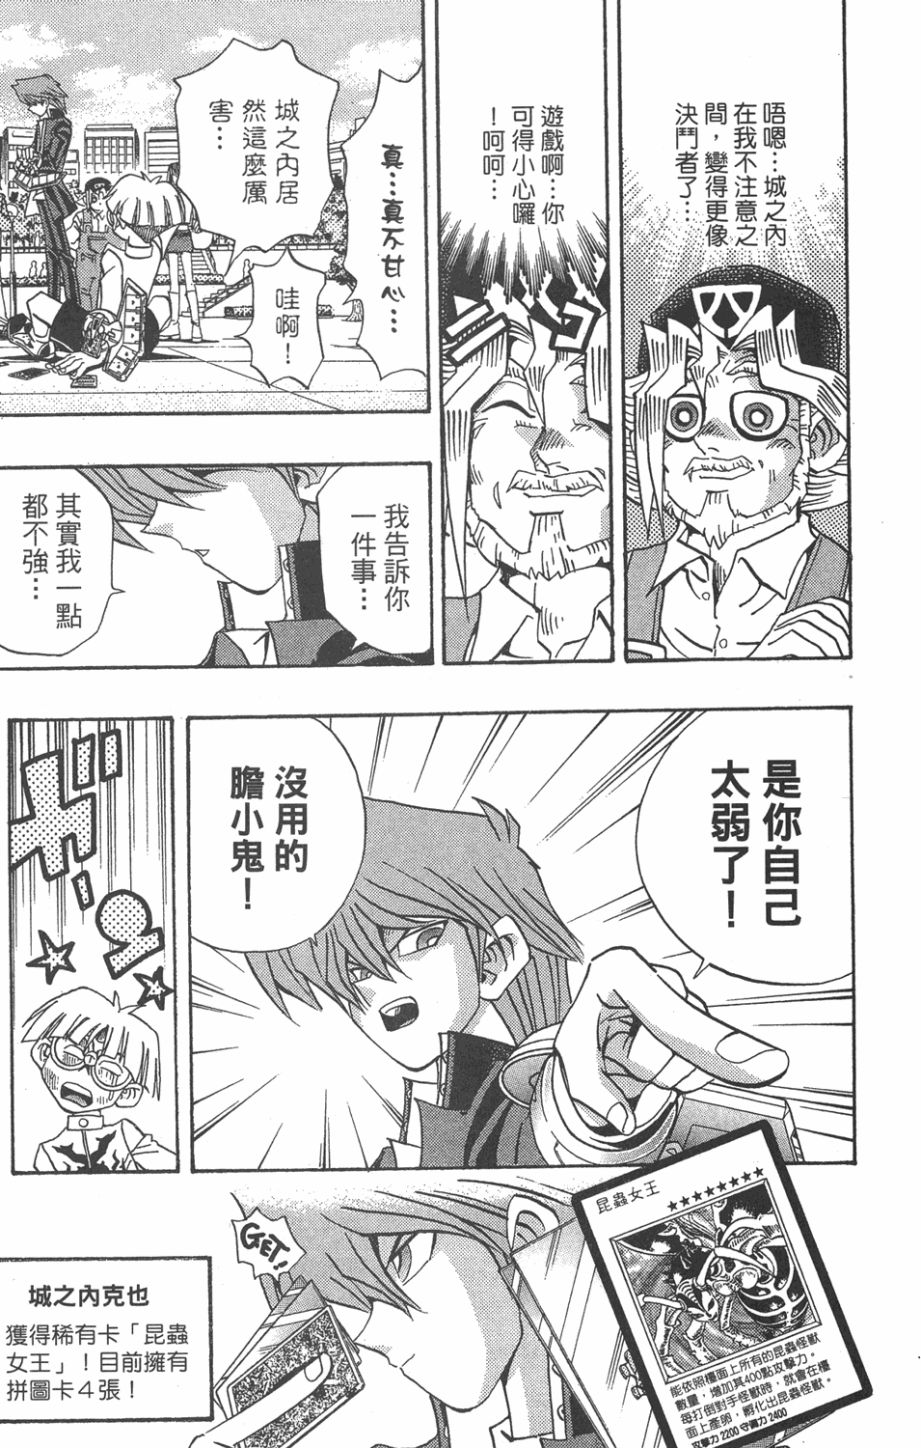 唔嗯…城之內
在我不注意之
間，變得更像
決鬥者了…
遊戲啊…你
可得小心囉
！呵呵…
真…真不甘心…
城之內居
然這麼厲
害…
哇啊！
我告訴你
一件事…
其實我一點
都不強…
是你自己
太弱了！
沒用的
膽小鬼！
ガ
GET!
昆蟲女王
★★★★★★★★
能依照檯面上所有的昆蟲怪獸
數量，增加其400點攻擊力。
每打倒對手怪獸時，就會在檯
面上產卵，孵化出昆蟲怪獸。
攻擊力 2200 守備力 2400
城之內克也
獲得稀有卡「昆蟲
女王」！目前擁有
拼圖卡４張！